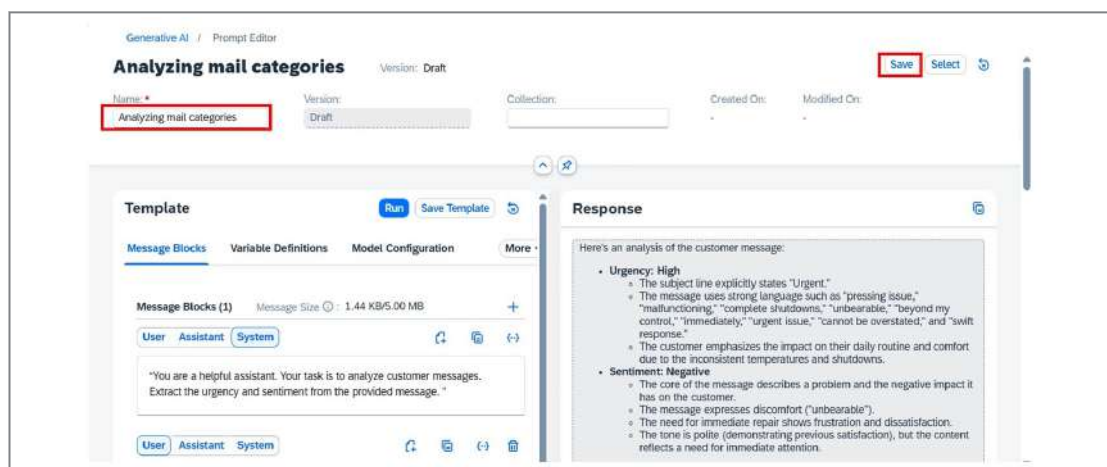 Generative AI / Prompt Editor
Analyzing mail categories Version: Draft
Save Select
Name: * Version: Collection: Created On: Modified On:
Analyzing mail categories Draft - -
Template
Run Save Template
Message Blocks Variable Definitions Model Configuration More
Message Blocks (1) Message Size : 1.44 KB/5.00 MB
User Assistant System
"You are a helpful assistant. Your task is to analyze customer messages.
Extract the urgency and sentiment from the provided message. "
User Assistant System
Response
Here's an analysis of the customer message:
• Urgency: High
◦ The subject line explicitly states "Urgent."
◦ The message uses strong language such as "pressing issue,"
"malfunctioning," "complete shutdowns," "unbearable," "beyond my
control," "immediately," "urgent issue," "cannot be overstated," and "swift
response."
◦ The customer emphasizes the impact on their daily routine and comfort
due to the inconsistent temperatures and shutdowns.
• Sentiment: Negative
◦ The core of the message describes a problem and the negative impact it
has on the customer.
◦ The message expresses discomfort ("unbearable").
◦ The need for immediate repair shows frustration and dissatisfaction.
◦ The tone is polite (demonstrating previous satisfaction), but the content
reflects a need for immediate attention.